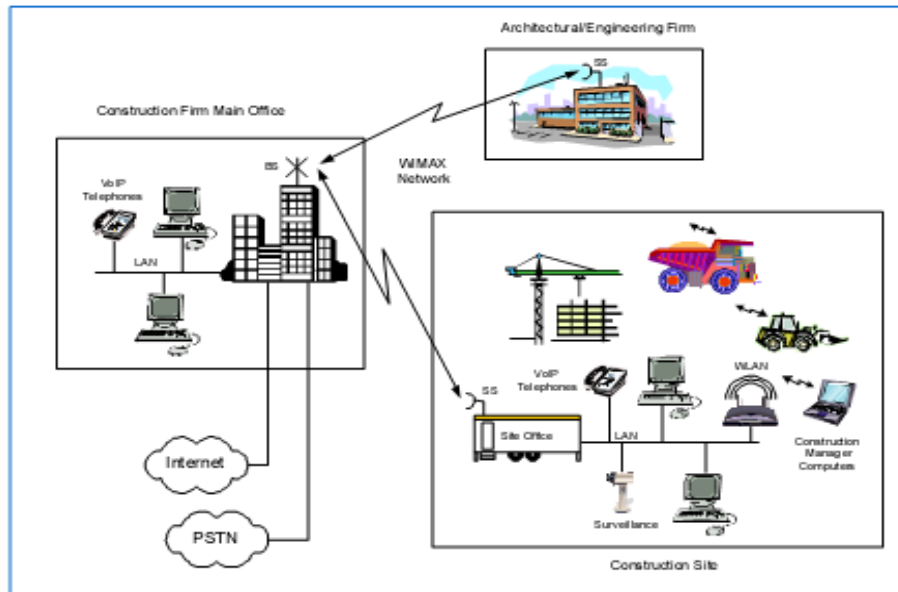 Architectural/Engineering Firm
SS
Construction Firm Main Office
BS
WiMAX
Network
VoIP
Telephones
LAN
WLAN
SS
VoIP
Telephones
Site Office
LAN
Construction
Manager
Computers
Internet
Surveillance
PSTN
Construction Site